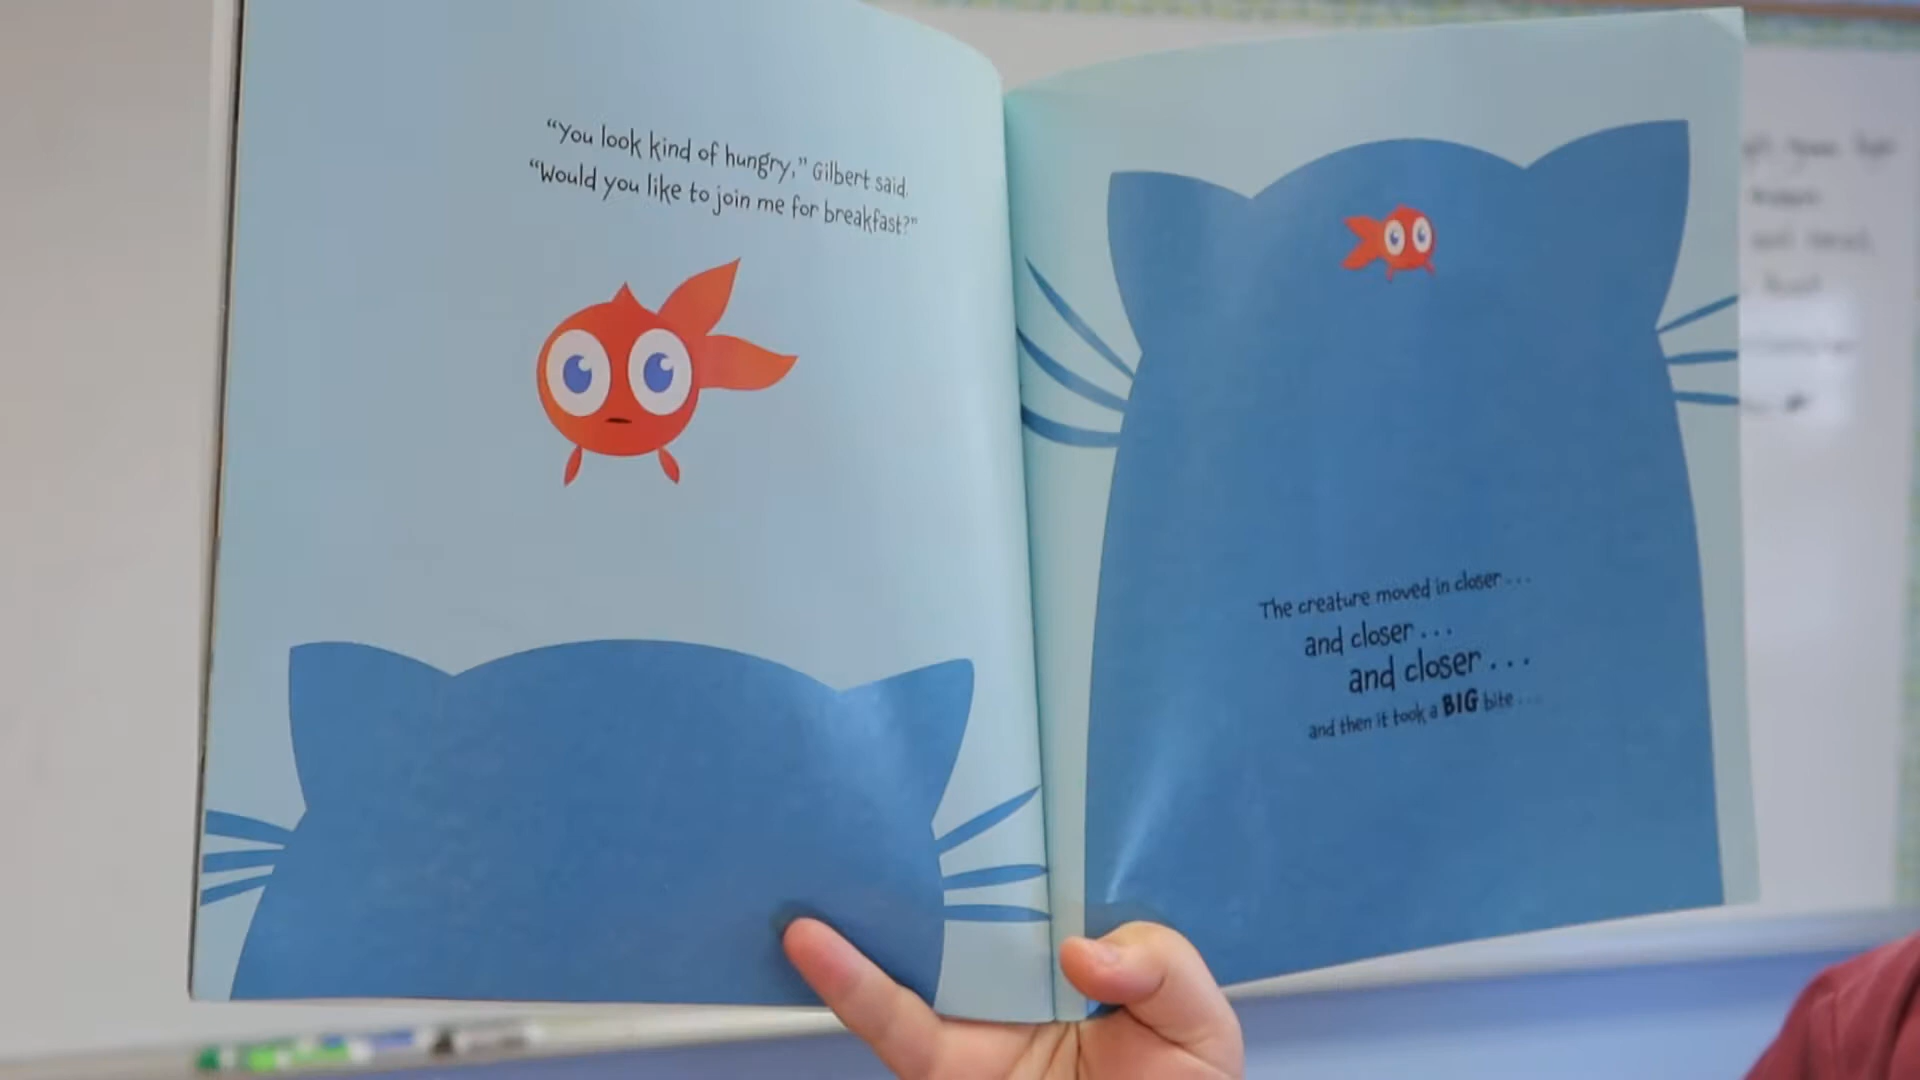 “You look kind of hungry,” Gilbert said.
“Would you like to join me for breakfast?”
The creature moved in closer . . .
and closer . . .
and closer . . .
and then it took a BIG bite . . .